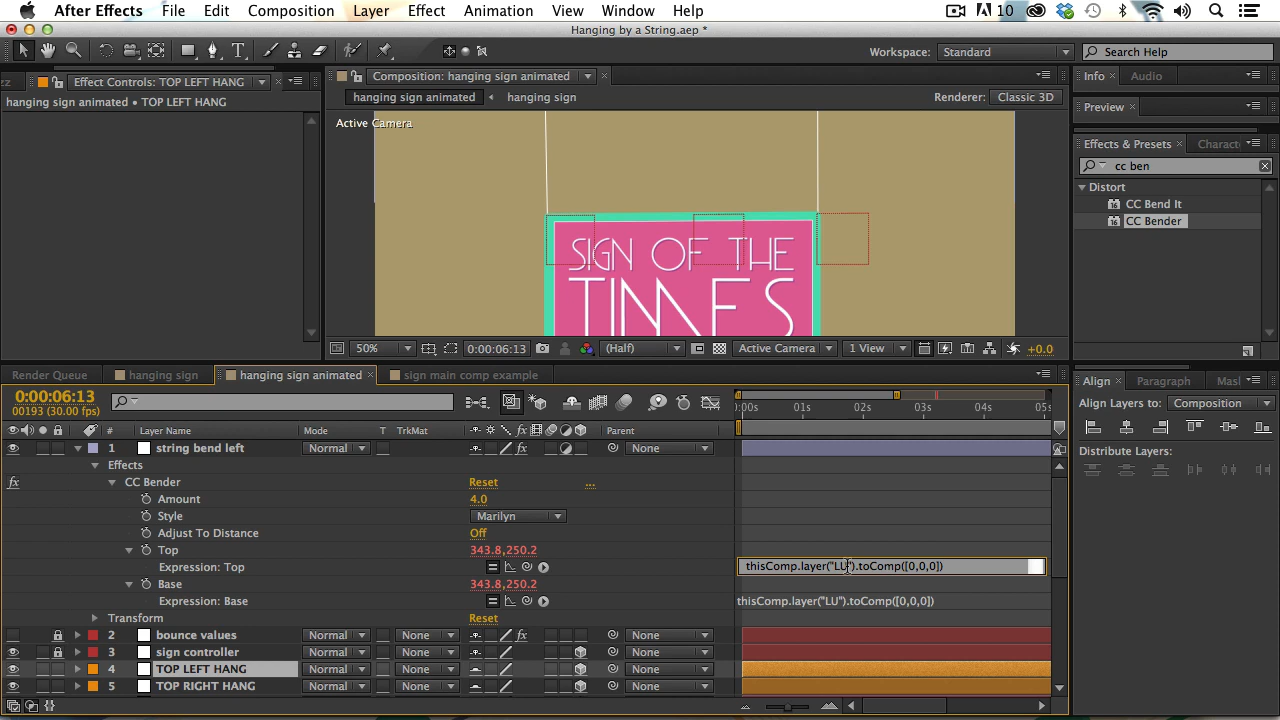 After Effects File Edit Composition Layer Effect Animation View Window Help 10
Hanging by a String.aep *
Workspace: Standard Search Help
Effect Controls: TOP LEFT HANG Composition: hanging sign animated Info Audio
hanging sign animated • TOP LEFT HANG hanging sign animated hanging sign Renderer: Classic 3D Preview
Active Camera
Effects & Presets
cc ben
Distort
CC Bend It
CC Bender
SIGN OF THE
TIMES
50% 0:00:06:13 (Half) Active Camera 1 View +0.0
Render Queue hanging sign hanging sign animated sign main comp example
Align Paragraph
0:00:06:13
00193 (30.00 fps)
Align Layers to: Composition
Distribute Layers:
# Layer Name Mode T TrkMat fx Parent
:00s 01s 02s 03s 04s 05s
1 string bend left Normal fx None
Effects
fx CC Bender Reset ...
Amount 4.0
Style Marilyn
Adjust To Distance Off
Top 343.8,250.2
Expression: Top thisComp.layer("LU").toComp([0,0,0])
Base 343.8,250.2
Expression: Base thisComp.layer("LU").toComp([0,0,0])
Transform Reset
2 bounce values Normal None fx None
3 sign controller Normal None None
4 TOP LEFT HANG Normal None None
5 TOP RIGHT HANG Normal None None